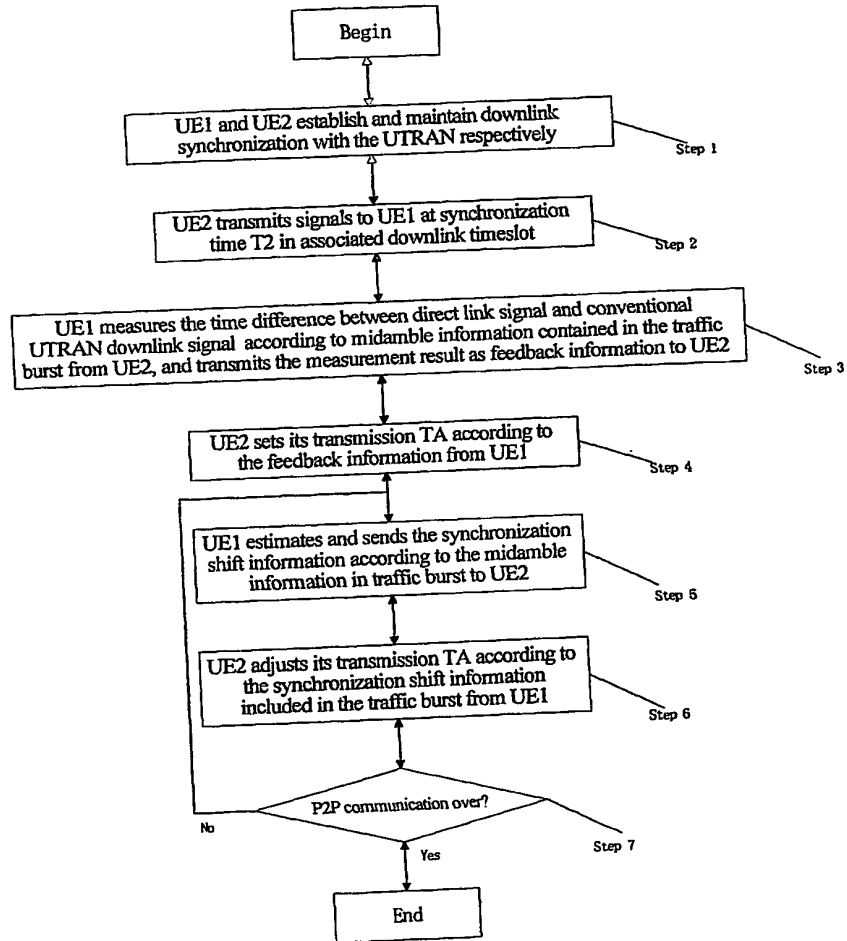 Begin
UE1 and UE2 establish and maintain downlink
synchronization with the UTRAN respectively
Step 1
UE2 transmits signals to UE1 at synchronization
time T2 in associated downlink timeslot
Step 2
UE1 measures the time difference between direct link signal and conventional
UTRAN downlink signal according to midamble information contained in the traffic
burst from UE2, and transmits the measurement result as feedback information to UE2
Step 3
UE2 sets its transmission TA according to
the feedback information from UE1
Step 4
UE1 estimates and sends the synchronization
shift information according to the midamble
information in traffic burst to UE2
Step 5
UE2 adjusts its transmission TA according to
the synchronization shift information
included in the traffic burst from UE1
Step 6
P2P communication over?
No
Step 7
Yes
End